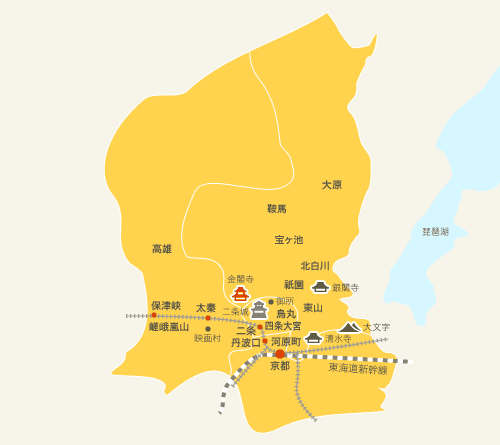 大原
鞍馬
琵琶湖
宝ヶ池
高雄
北白川
金閣寺
祇園
銀閣寺
御所
保津峡
太秦
二条城
烏丸
東山
嵯峨嵐山
四条大宮
大文字
映画村
二条
丹波口
河原町
清水寺
京都
東海道新幹線